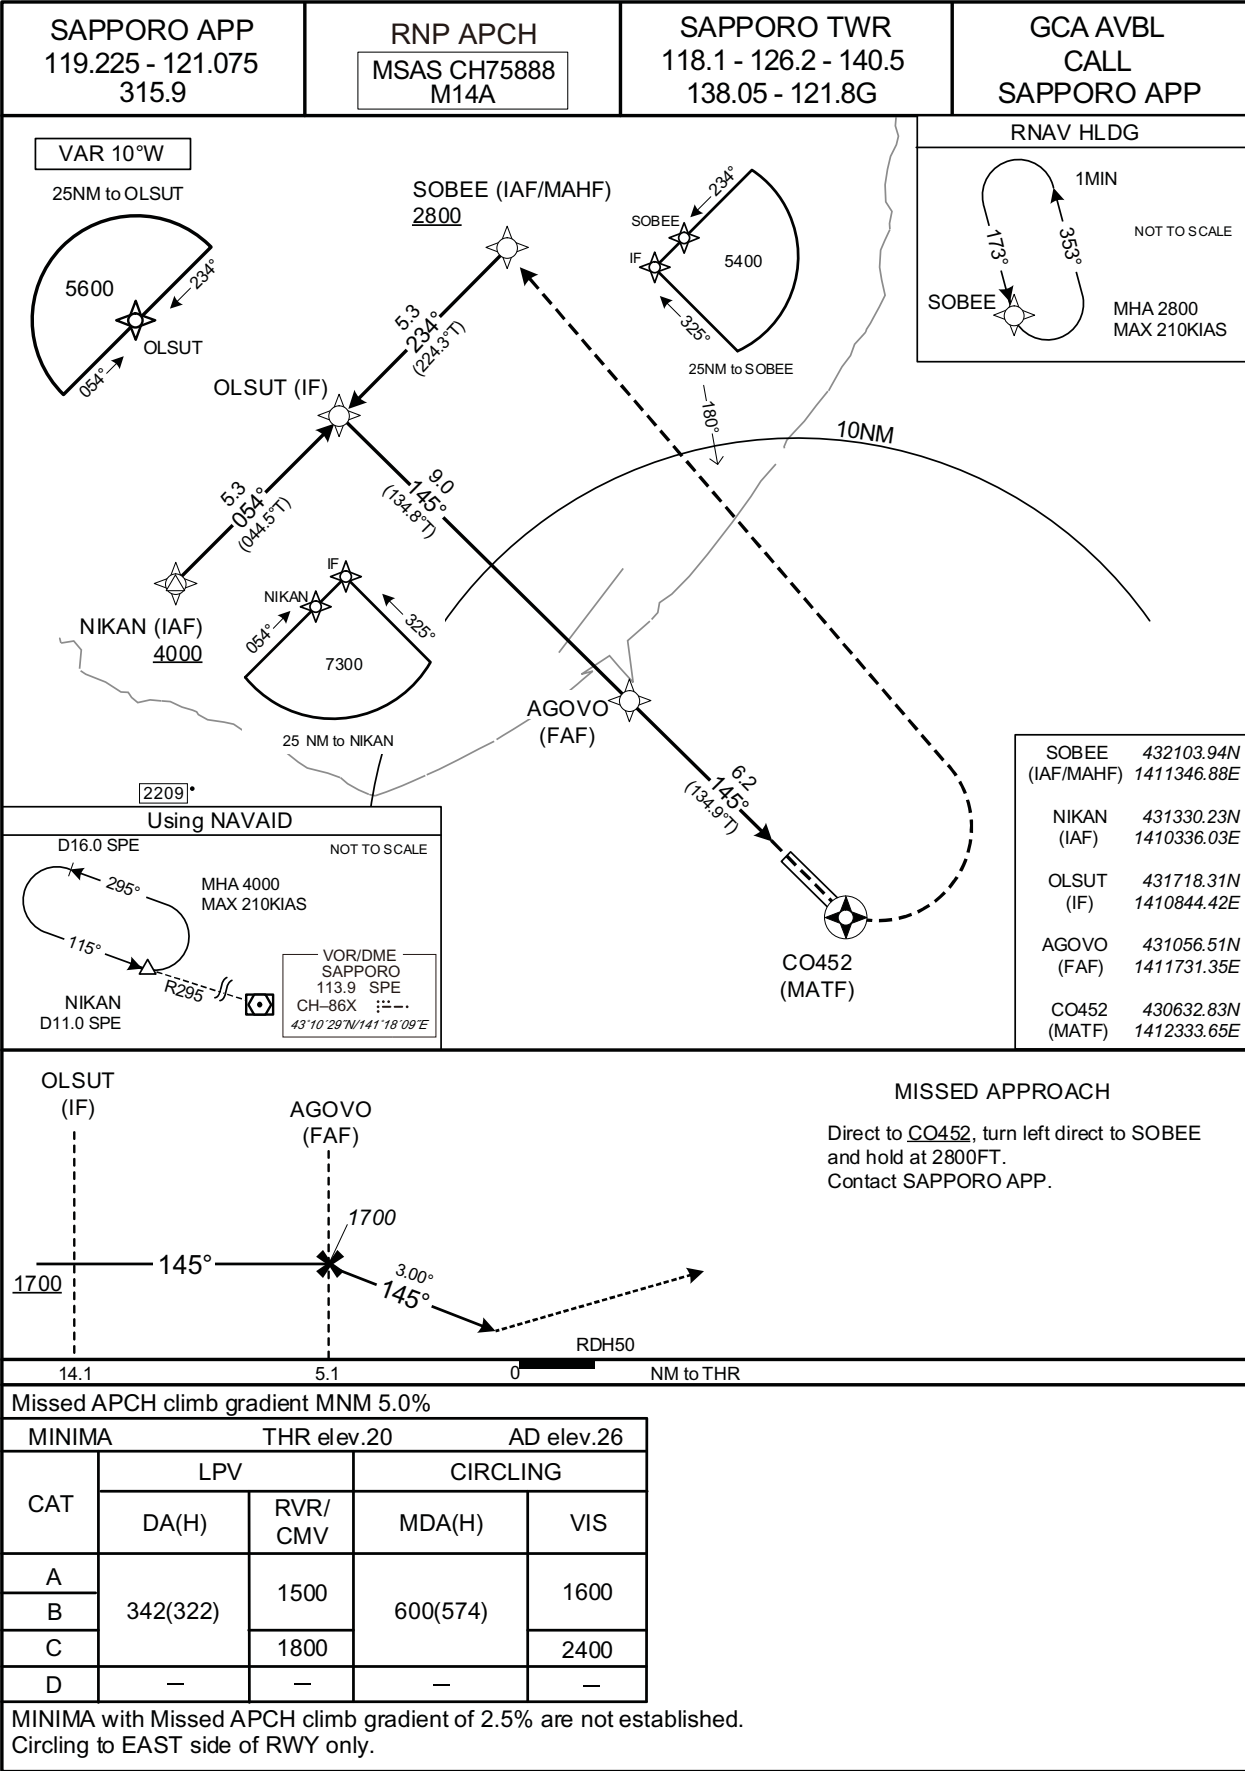 SAPPORO APP
119.225 - 121.075
315.9
RNP APCH
MSAS CH75888
M14A
SAPPORO TWR
118.1 - 126.2 - 140.5
138.05 - 121.8G
GCA AVBL
CALL
SAPPORO APP
VAR 10°W
25NM to OLSUT
5600
234°
OLSUT
054°
SOBEE (IAF/MAHF)
2800
234°
SOBEE
IF
5400
325°
25NM to SOBEE
180°
RNAV HLDG
1MIN
NOT TO SCALE
173°
353°
SOBEE
MHA 2800
MAX 210KIAS
5.3
234°
(224.3°T)
OLSUT (IF)
10NM
9.0
145°
(134.8°T)
5.3
054°
(044.5°T)
NIKAN (IAF)
4000
IF
NIKAN
054°
325°
7300
25 NM to NIKAN
AGOVO
(FAF)
6.2
145°
(134.9°T)
CO452
(MATF)
2209
Using NAVAID
D16.0 SPE
NOT TO SCALE
295°
MHA 4000
MAX 210KIAS
115°
R295
NIKAN
D11.0 SPE
VOR/DME
SAPPORO
113.9 SPE
CH–86X
43°10'29"N/141°18'09"E
SOBEE 432103.94N
(IAF/MAHF) 1411346.88E
NIKAN 431330.23N
(IAF) 1410336.03E
OLSUT 431718.31N
(IF) 1410844.42E
AGOVO 431056.51N
(FAF) 1411731.35E
CO452 430632.83N
(MATF) 1412333.65E
OLSUT
(IF)
AGOVO
(FAF)
1700
145°
1700
3.00°
145°
RDH50
14.1 5.1 0 NM to THR
MISSED APPROACH
Direct to CO452, turn left direct to SOBEE
and hold at 2800FT.
Contact SAPPORO APP.
Missed APCH climb gradient MNM 5.0%
MINIMA THR elev.20 AD elev.26
CAT LPV CIRCLING
DA(H) RVR/
CMV MDA(H) VIS
A
B
C
342(322)
1500
1800
600(574)
1600
2400
D – – – –
MINIMA with Missed APCH climb gradient of 2.5% are not established.
Circling to EAST side of RWY only.